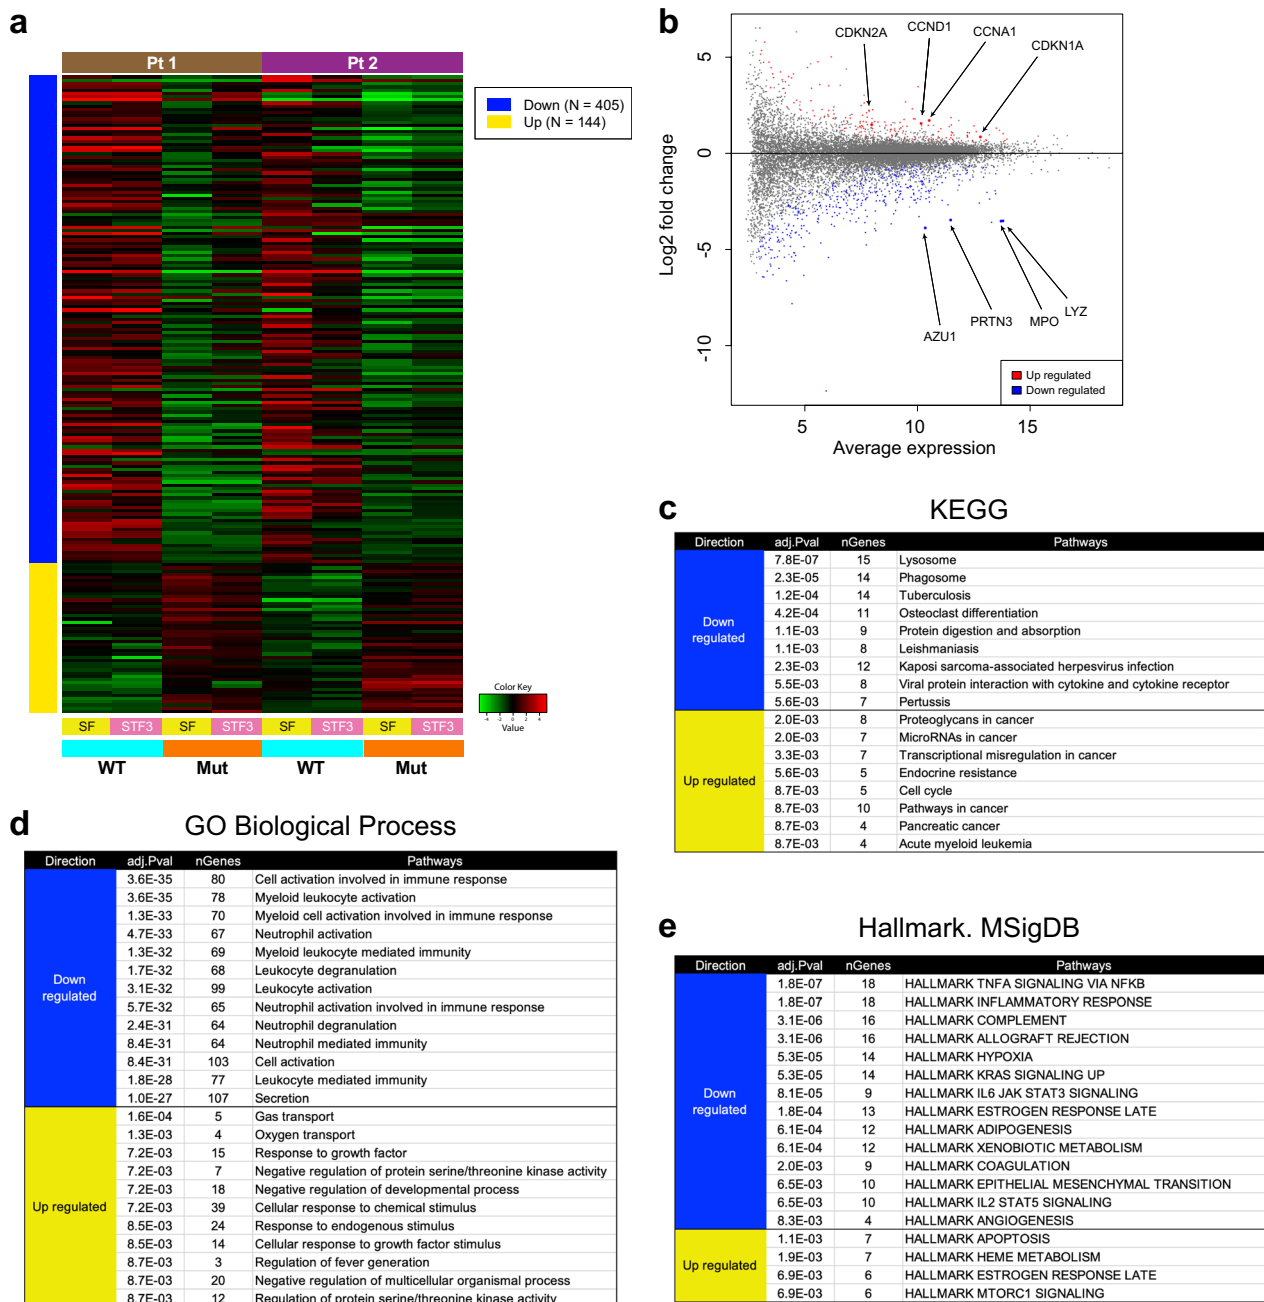 a
Pt 1 Pt 2
Down (N = 405)
Up (N = 144)
Color Key
-4 -2 0 2 4
Value
SF STF3 SF STF3 SF STF3 SF STF3
WT Mut WT Mut
b
CDKN2A CCND1 CCNA1 CDKN1A
5
0
-5
-10
Log2 fold change
AZU1 PRTN3 MPO LYZ
Up regulated
Down regulated
5 10 15
Average expression
c
KEGG
Direction adj.Pval nGenes Pathways
Down regulated
7.8E-07 15 Lysosome
2.3E-05 14 Phagosome
1.2E-04 14 Tuberculosis
4.2E-04 11 Osteoclast differentiation
1.1E-03 9 Protein digestion and absorption
1.1E-03 8 Leishmaniasis
2.3E-03 12 Kaposi sarcoma-associated herpesvirus infection
5.5E-03 8 Viral protein interaction with cytokine and cytokine receptor
5.6E-03 7 Pertussis
Up regulated
2.0E-03 8 Proteoglycans in cancer
2.0E-03 7 MicroRNAs in cancer
3.3E-03 7 Transcriptional misregulation in cancer
5.6E-03 5 Endocrine resistance
8.7E-03 5 Cell cycle
8.7E-03 10 Pathways in cancer
8.7E-03 4 Pancreatic cancer
8.7E-03 4 Acute myeloid leukemia
d
GO Biological Process
Direction adj.Pval nGenes Pathways
Down regulated
3.6E-35 80 Cell activation involved in immune response
3.6E-35 78 Myeloid leukocyte activation
1.3E-33 70 Myeloid cell activation involved in immune response
4.7E-33 67 Neutrophil activation
1.3E-32 69 Myeloid leukocyte mediated immunity
1.7E-32 68 Leukocyte degranulation
3.1E-32 99 Leukocyte activation
5.7E-32 65 Neutrophil activation involved in immune response
2.4E-31 64 Neutrophil degranulation
8.4E-31 64 Neutrophil mediated immunity
8.4E-31 103 Cell activation
1.8E-28 77 Leukocyte mediated immunity
1.0E-27 107 Secretion
Up regulated
1.6E-04 5 Gas transport
1.3E-03 4 Oxygen transport
7.2E-03 15 Response to growth factor
7.2E-03 7 Negative regulation of protein serine/threonine kinase activity
7.2E-03 18 Negative regulation of developmental process
7.2E-03 39 Cellular response to chemical stimulus
8.5E-03 24 Response to endogenous stimulus
8.5E-03 14 Cellular response to growth factor stimulus
8.7E-03 3 Regulation of fever generation
8.7E-03 20 Negative regulation of multicellular organismal process
8.7E-03 12 Regulation of protein serine/threonine kinase activity
e
Hallmark. MSigDB
Direction adj.Pval nGenes Pathways
Down regulated
1.8E-07 18 HALLMARK TNFA SIGNALING VIA NFKB
1.8E-07 18 HALLMARK INFLAMMATORY RESPONSE
3.1E-06 16 HALLMARK COMPLEMENT
3.1E-06 16 HALLMARK ALLOGRAFT REJECTION
5.3E-05 14 HALLMARK HYPOXIA
5.3E-05 14 HALLMARK KRAS SIGNALING UP
8.1E-05 9 HALLMARK IL6 JAK STAT3 SIGNALING
1.8E-04 13 HALLMARK ESTROGEN RESPONSE LATE
6.1E-04 12 HALLMARK ADIPOGENESIS
6.1E-04 12 HALLMARK XENOBIOTIC METABOLISM
2.0E-03 9 HALLMARK COAGULATION
6.5E-03 10 HALLMARK EPITHELIAL MESENCHYMAL TRANSITION
6.5E-03 10 HALLMARK IL2 STAT5 SIGNALING
8.3E-03 4 HALLMARK ANGIOGENESIS
Up regulated
1.1E-03 7 HALLMARK APOPTOSIS
1.9E-03 7 HALLMARK HEME METABOLISM
6.9E-03 6 HALLMARK ESTROGEN RESPONSE LATE
6.9E-03 6 HALLMARK MTORC1 SIGNALING